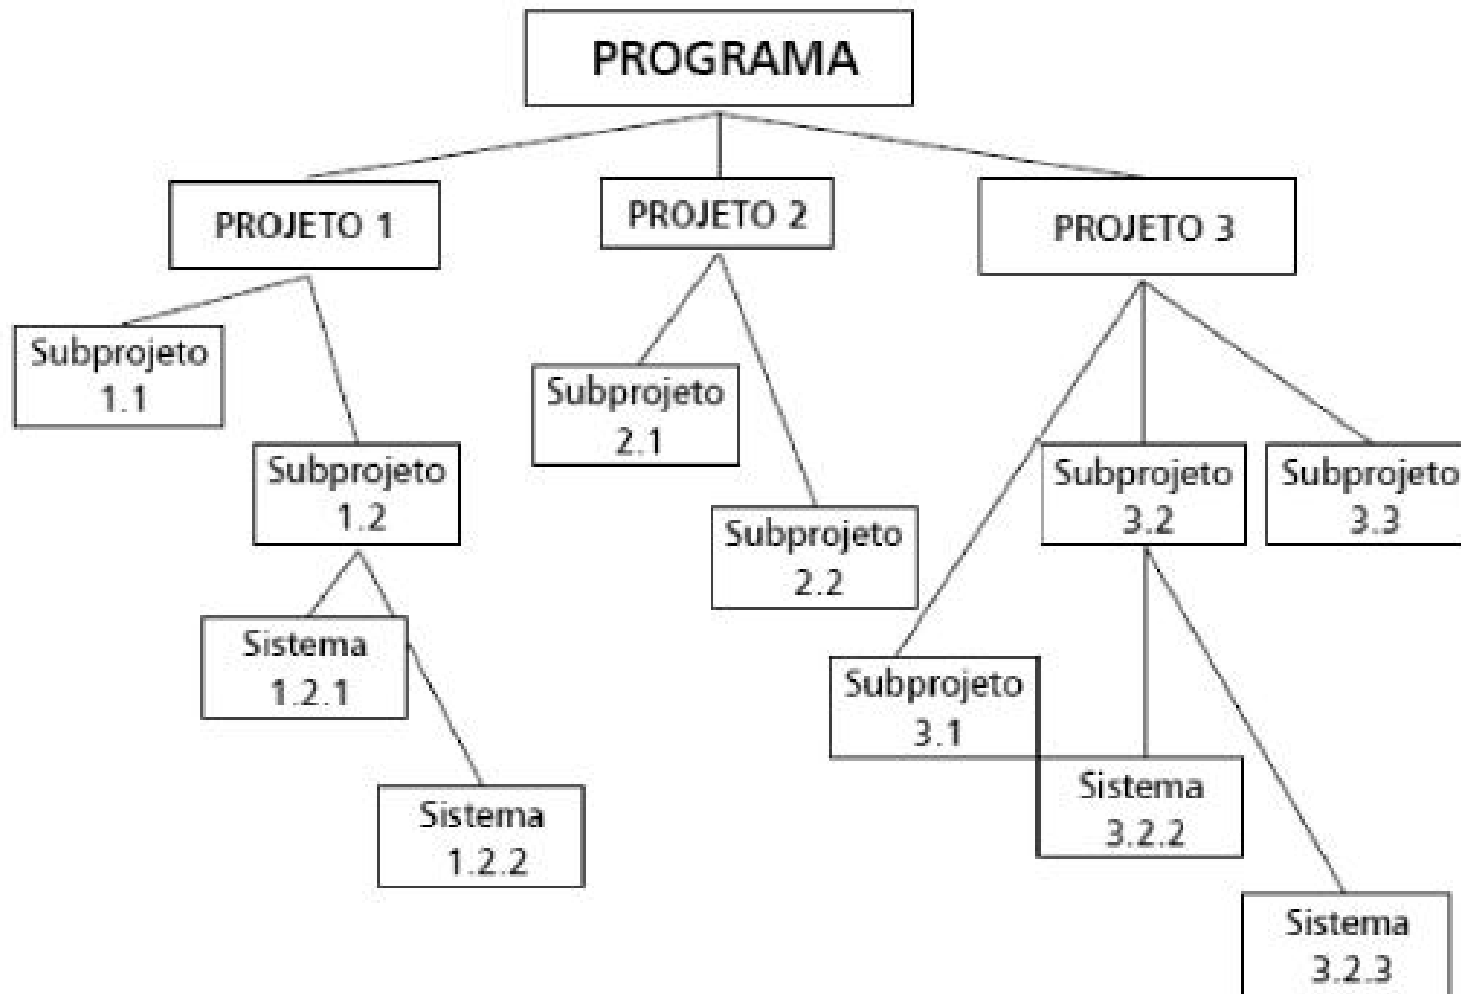 PROGRAMA
PROJETO 1
PROJETO 2
PROJETO 3
Subprojeto
1.1
Subprojeto
1.2
Sistema
1.2.1
Sistema
1.2.2
Subprojeto
2.1
Subprojeto
2.2
Subprojeto
3.1
Subprojeto
3.2
Subprojeto
3.3
Sistema
3.2.2
Sistema
3.2.3